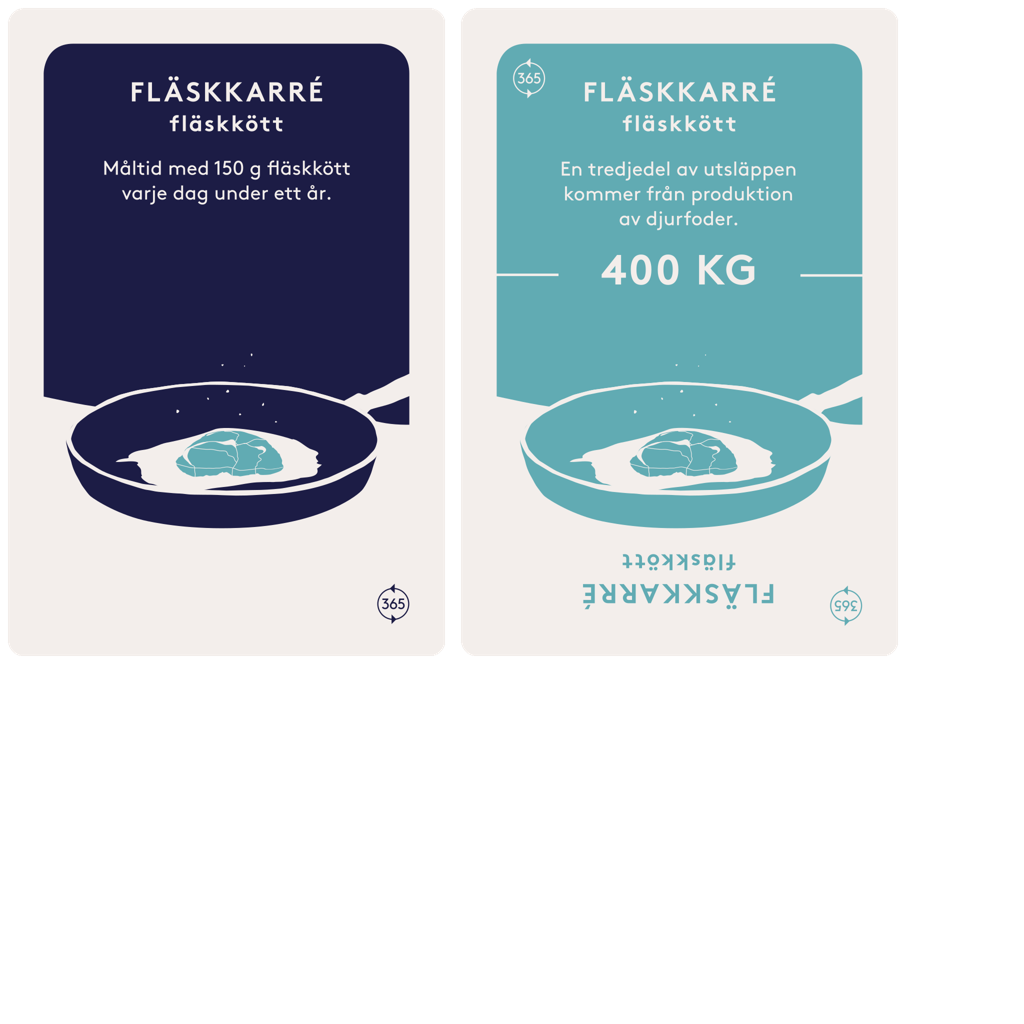 FLÄSKKARRÉ
fläskkött
Måltid med 150 g fläskkött
varje dag under ett år.
365
365
FLÄSKKARRÉ
fläskkött
En tredjedel av utsläppen
kommer från produktion
av djurfoder.
400 KG
fläskkött
FLÄSKKARRÉ
365